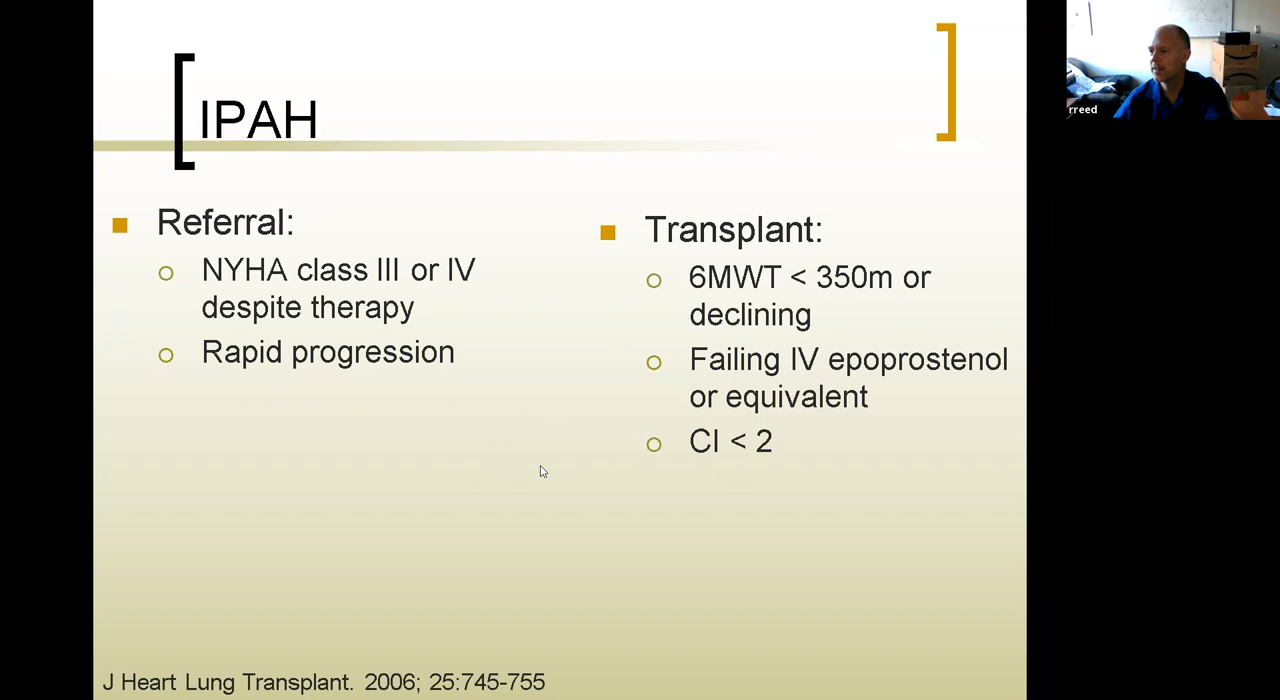 IPAH
Referral:
NYHA class III or IV
despite therapy
Rapid progression
Transplant:
6MWT < 350m or
declining
Failing IV epoprostenol
or equivalent
CI < 2
J Heart Lung Transplant. 2006; 25:745-755
rreed